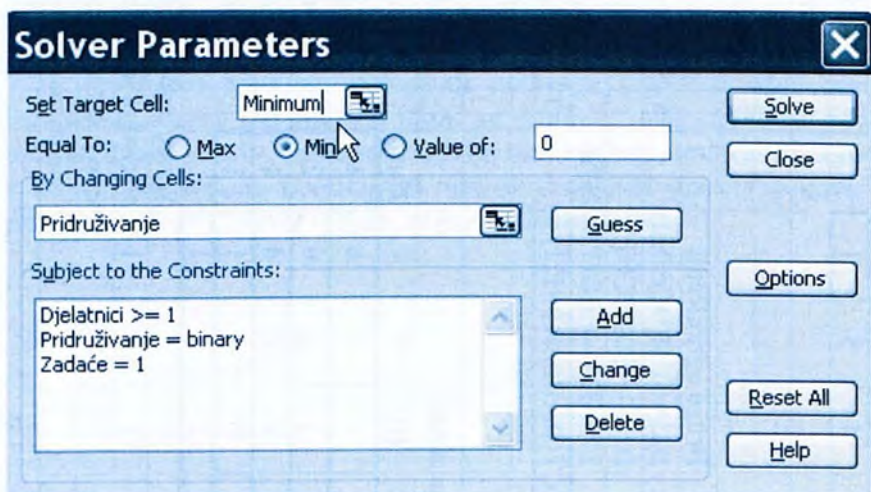 Solver Parameters
Set Target Cell: Minimum
Solve
Equal To: Max Min Value of: 0
Close
By Changing Cells:
Pridruživanje
Guess
Subject to the Constraints:
Options
Djelatnici >= 1
Pridruživanje = binary
Zadaće = 1
Add
Change
Delete
Reset All
Help